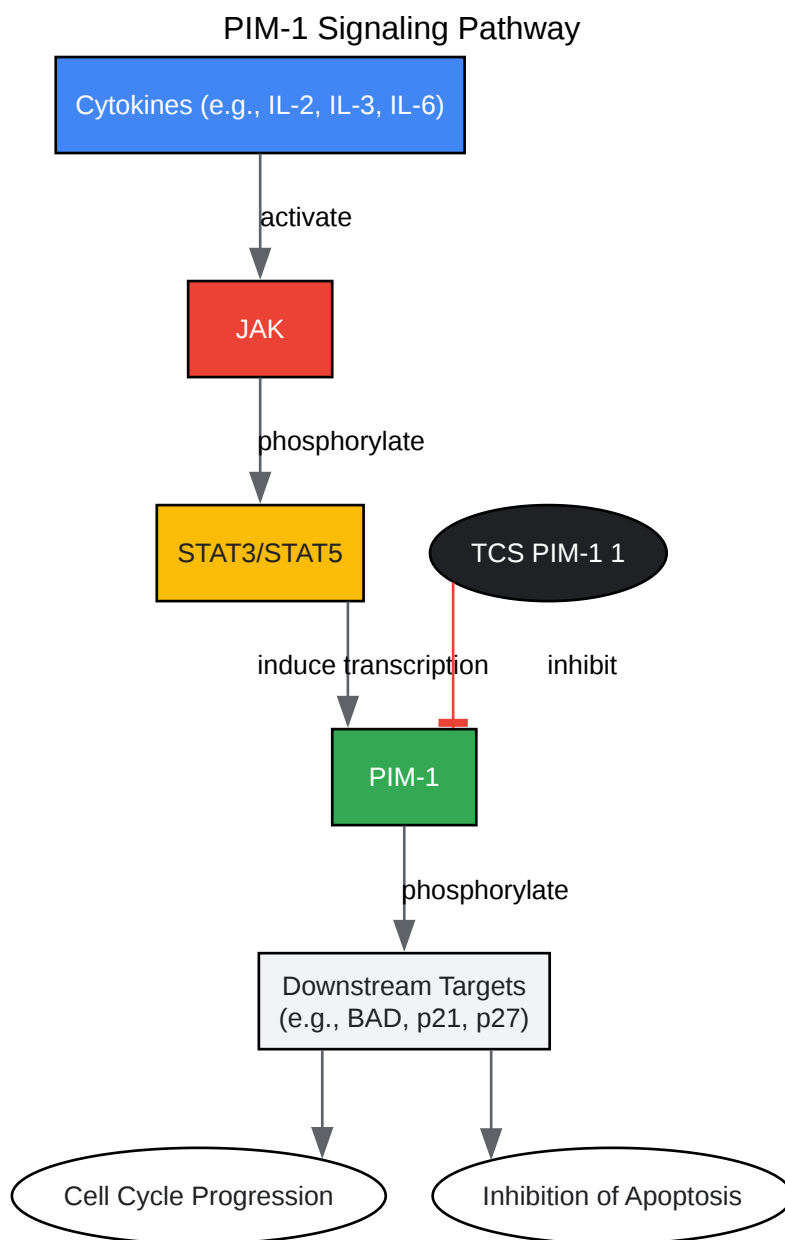 PIM-1 Signaling Pathway
Cytokines (e.g., IL-2, IL-3, IL-6)
activate
JAK
phosphorylate
STAT3/STAT5
TCS PIM-1 1
induce transcription
inhibit
PIM-1
phosphorylate
Downstream Targets
(e.g., BAD, p21, p27)
Cell Cycle Progression
Inhibition of Apoptosis